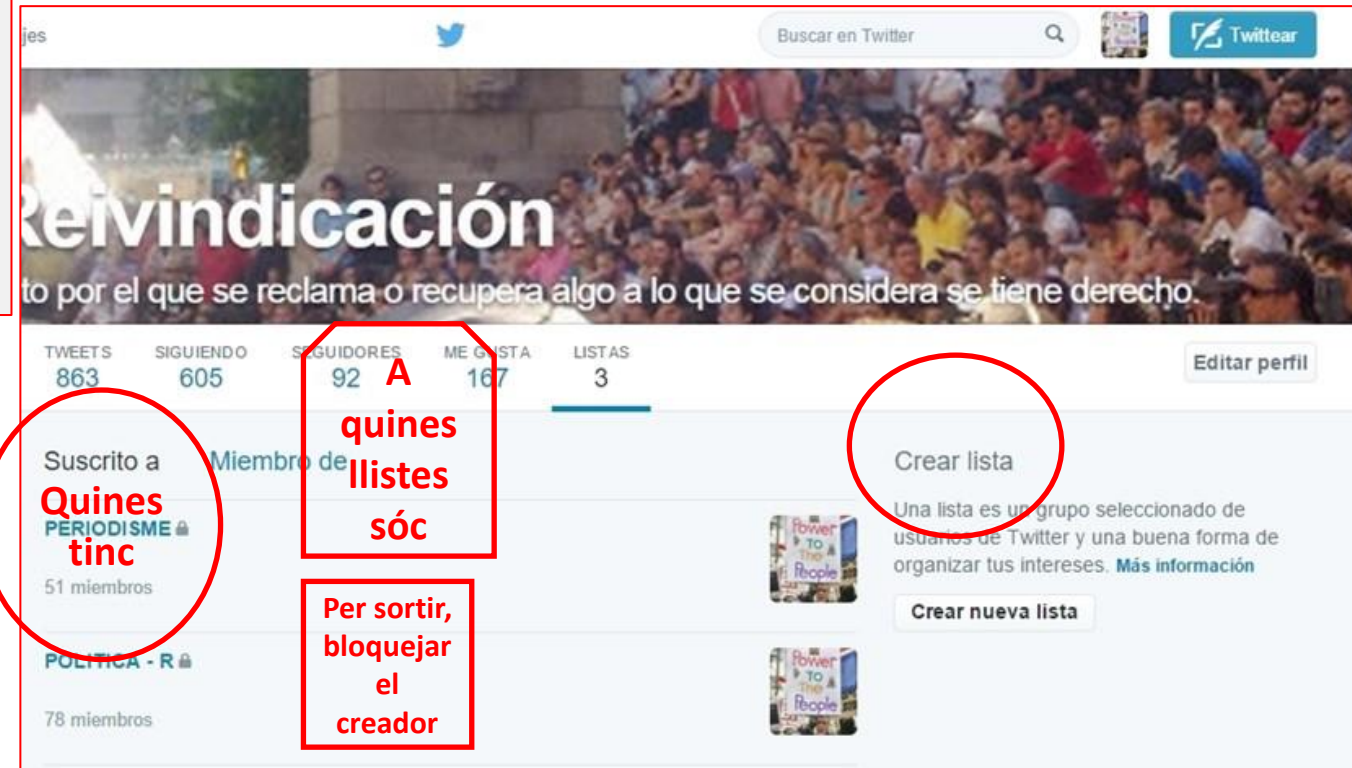 jes
Buscar en Twitter
Twittear
Reivindicación
to por el que se reclama o recupera algo a lo que se considera se tiene derecho.
TWEETS SIGUIENDO SEGUIDORES ME GUSTA LISTAS
863 605 92 167 3
Editar perfil
A
quines
llistes
sóc
Suscrito a Miembro de
Quines
tinc
PERIODISME
51 miembros
Power
TO
The
People
Per sortir,
bloquejar
el
creador
POLITICA - R
78 miembros
Power
TO
The
People
Crear lista
Una lista es un grupo seleccionado de
usuarios de Twitter y una buena forma de
organizar tus intereses. Más información
Crear nueva lista